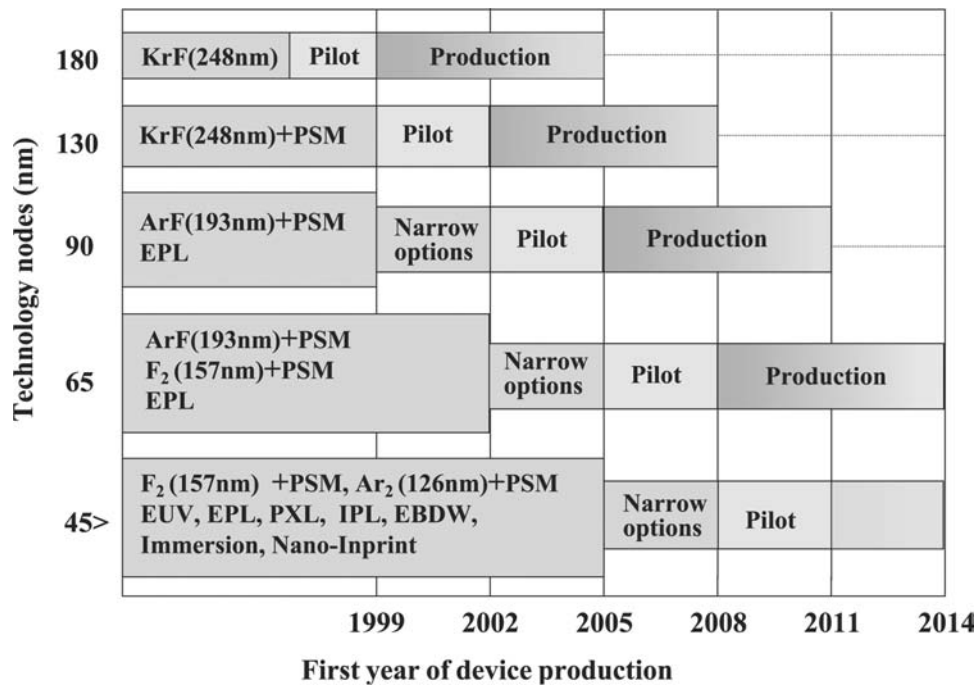 Technology nodes (nm)
180
KrF(248nm)
Pilot
Production
130
KrF(248nm)+PSM
Pilot
Production
90
ArF(193nm)+PSM
EPL
Narrow
options
Pilot
Production
65
ArF(193nm)+PSM
F₂ (157nm)+PSM
EPL
Narrow
options
Pilot
Production
45>
F₂ (157nm) +PSM, Ar₂ (126nm)+PSM
EUV, EPL, PXL, IPL, EBDW,
Immersion, Nano-Inprint
Narrow
options
Pilot
1999 2002 2005 2008 2011 2014
First year of device production